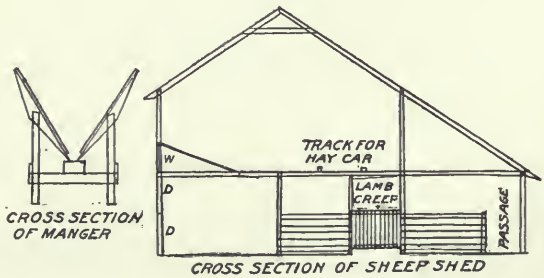 TRACK FOR
HAY CAR
W
D
LAMB
CREEP
D
PASSAGE
CROSS SECTION
OF MANGER
CROSS SECTION OF SHEEP SHED